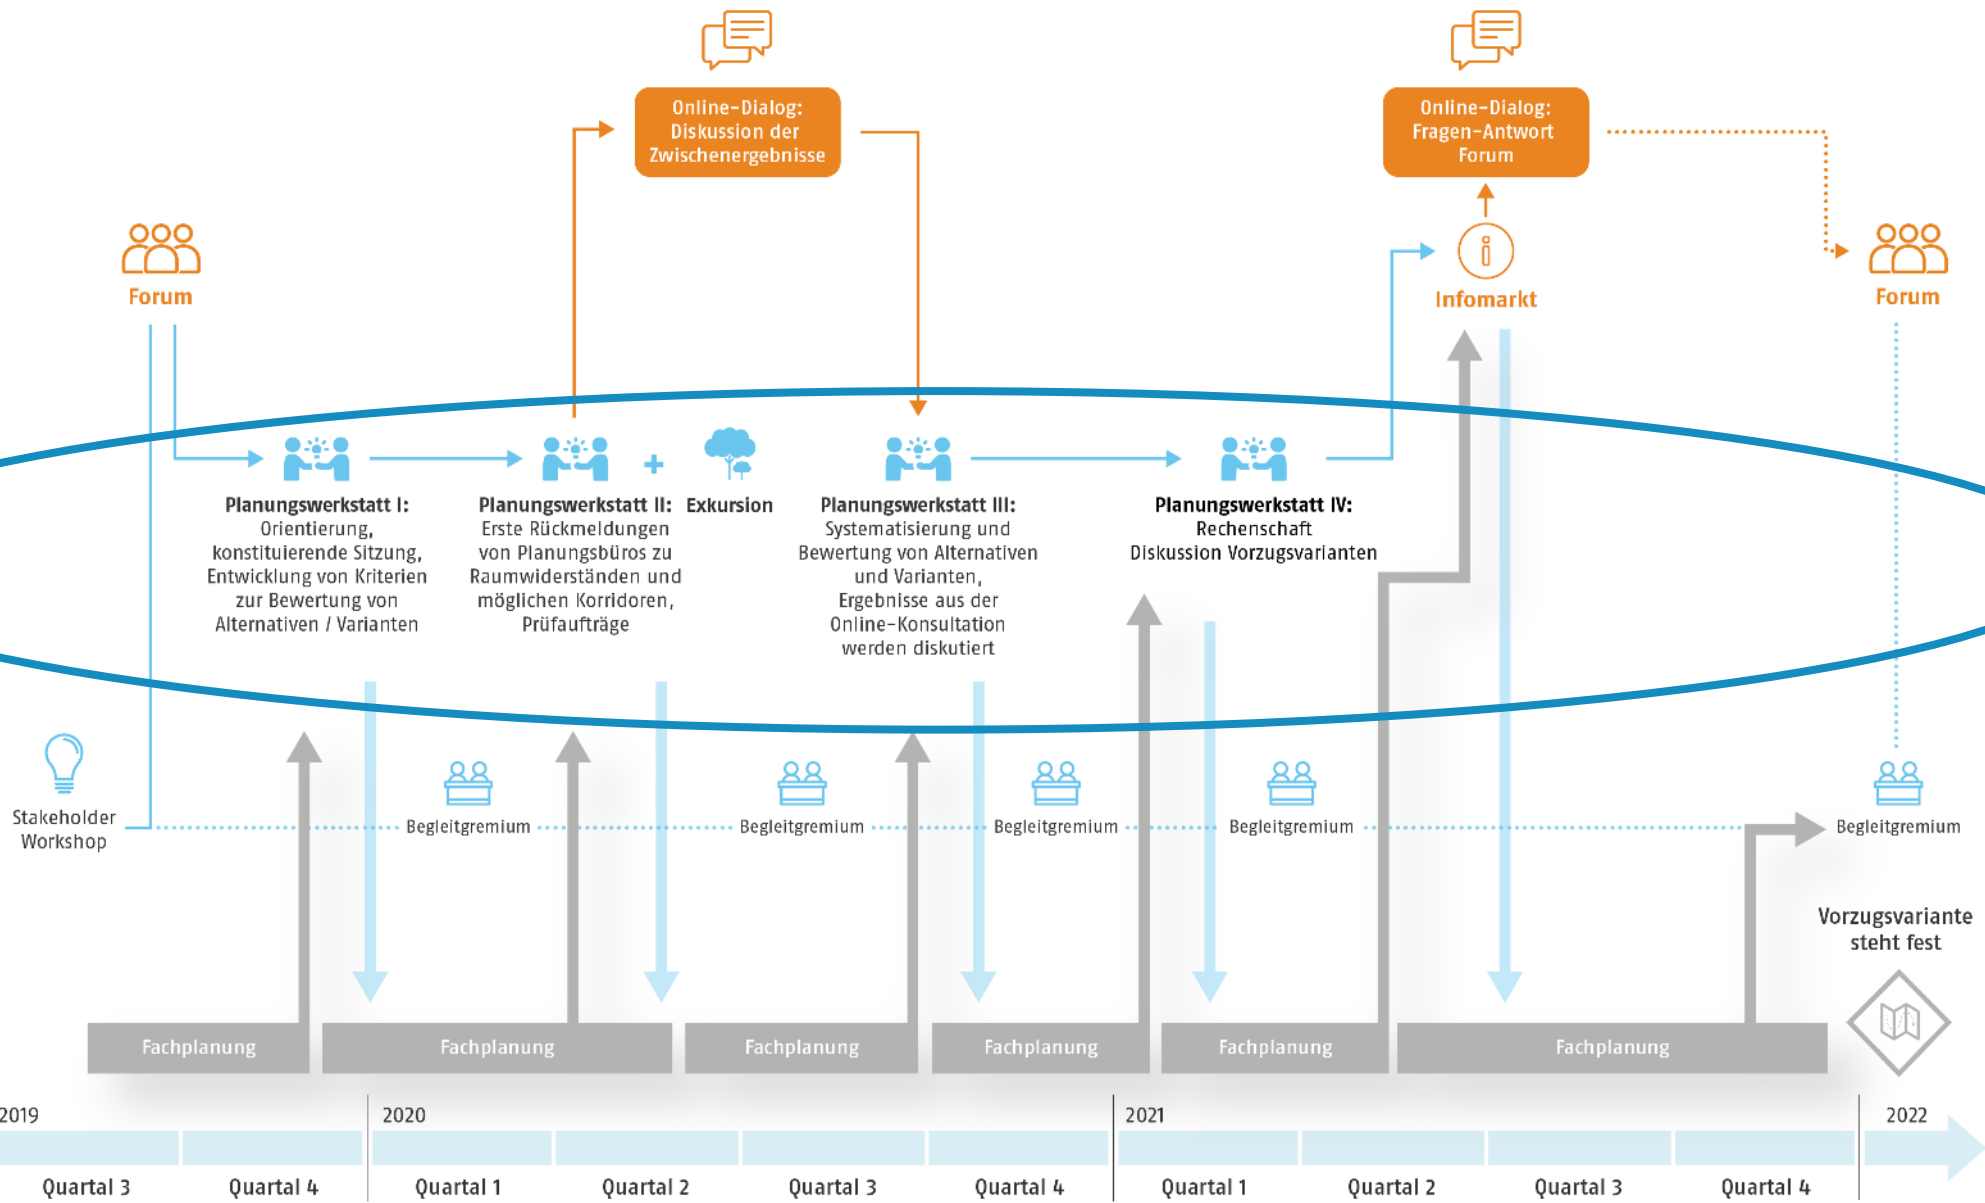 Online-Dialog:
Diskussion der
Zwischenergebnisse
Online-Dialog:
Fragen-Antwort
Forum
Forum
Infomarkt
Forum
Planungswerkstatt I:
Orientierung,
konstituierende Sitzung,
Entwicklung von Kriterien
zur Bewertung von
Alternativen / Varianten
Planungswerkstatt II:
Erste Rückmeldungen
von Planungsbüros zu
Raumwiderständen und
möglichen Korridoren,
Prüfaufträge
+
Exkursion
Planungswerkstatt III:
Systematisierung und
Bewertung von Alternativen
und Varianten,
Ergebnisse aus der
Online-Konsultation
werden diskutiert
Planungswerkstatt IV:
Rechenschaft
Diskussion Vorzugsvarianten
Stakeholder
Workshop
Begleitgremium
Begleitgremium
Begleitgremium
Begleitgremium
Begleitgremium
Vorzugsvariante
steht fest
Fachplanung
Fachplanung
Fachplanung
Fachplanung
Fachplanung
Fachplanung
2019
2020
2021
2022
Quartal 3
Quartal 4
Quartal 1
Quartal 2
Quartal 3
Quartal 4
Quartal 1
Quartal 2
Quartal 3
Quartal 4